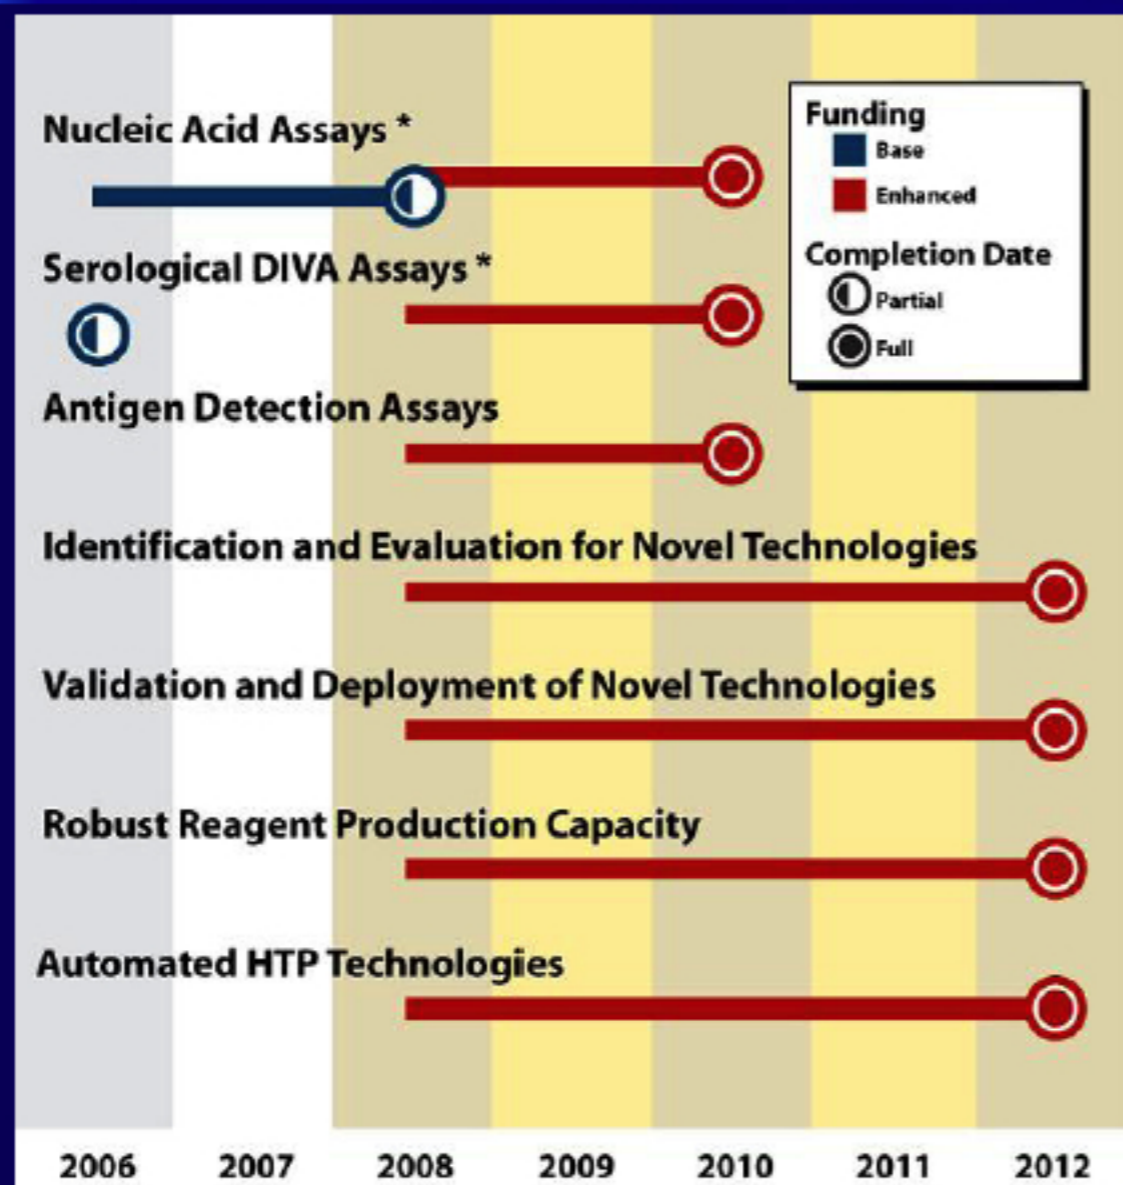 Nucleic Acid Assays *
Serological DIVA Assays *
Antigen Detection Assays
Identification and Evaluation for Novel Technologies
Validation and Deployment of Novel Technologies
Robust Reagent Production Capacity
Automated HTP Technologies
Funding
Base
Enhanced
Completion Date
Partial
Full
2006 2007 2008 2009 2010 2011 2012